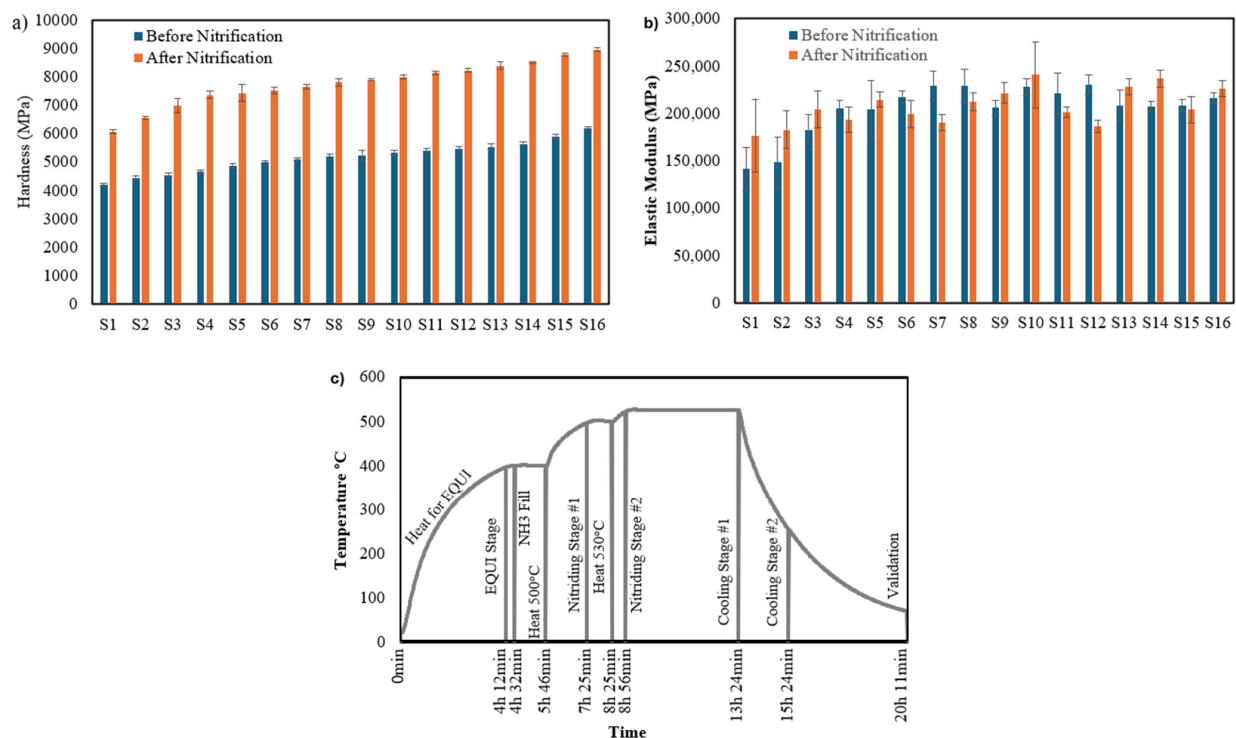 a)
10000
9000
8000
7000
6000
5000
4000
3000
2000
1000
0
Hardness (MPa)
Before Nitrification
After Nitrification
S1 S2 S3 S4 S5 S6 S7 S8 S9 S10 S11 S12 S13 S14 S15 S16
b)
300,000
250,000
200,000
150,000
100,000
50,000
0
Elastic Modulus (MPa)
Before Nitrification
After Nitrification
S1 S2 S3 S4 S5 S6 S7 S8 S9 S10 S11 S12 S13 S14 S15 S16
c)
600
500
400
300
200
100
0
Temperature °C
Heat for EQUI
EQUI Stage
NH3 Fill
Heat 500°C
Nitriding Stage #1
Heat 530°C
Nitriding Stage #2
Cooling Stage #1
Cooling Stage #2
Validation
0min
4h 12min
4h 32min
5h 46min
7h 25min
8h 25min
8h 56min
13h 24min
15h 24min
20h 11min
Time